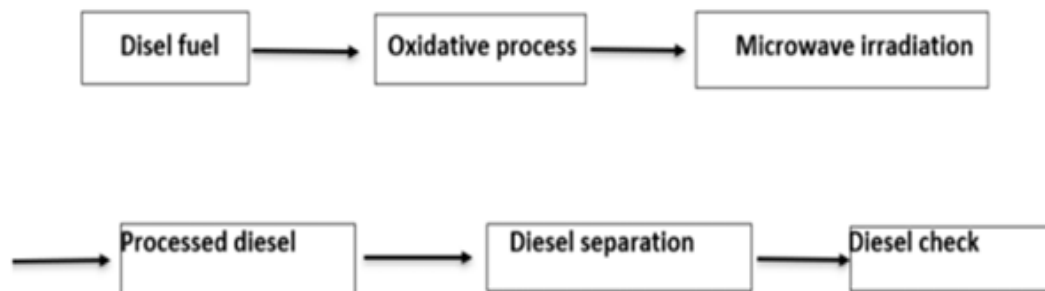 Disel fuel
Oxidative process
Microwave irradiation
Processed diesel
Diesel separation
Diesel check